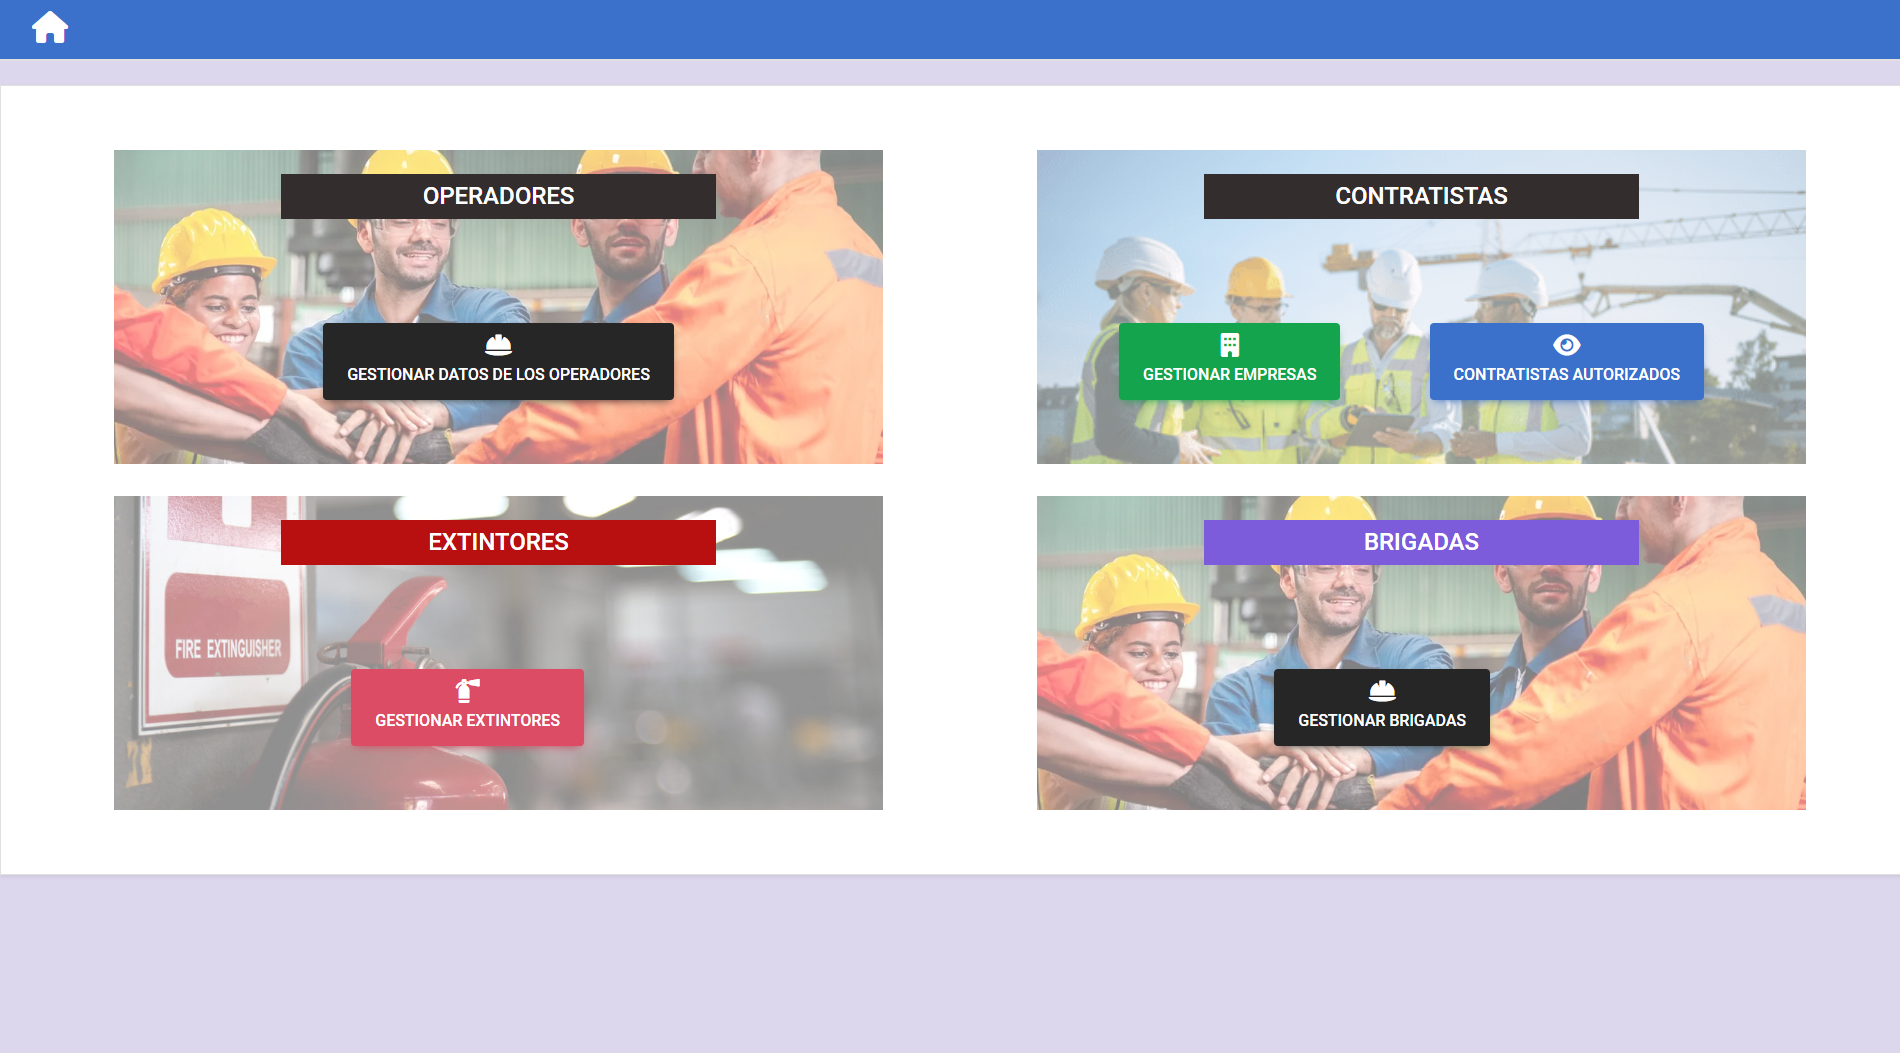 OPERADORES
GESTIONAR DATOS DE LOS OPERADORES
CONTRATISTAS
GESTIONAR EMPRESAS
CONTRATISTAS AUTORIZADOS
EXTINTORES
FIRE EXTINGUISHER
GESTIONAR EXTINTORES
BRIGADAS
GESTIONAR BRIGADAS